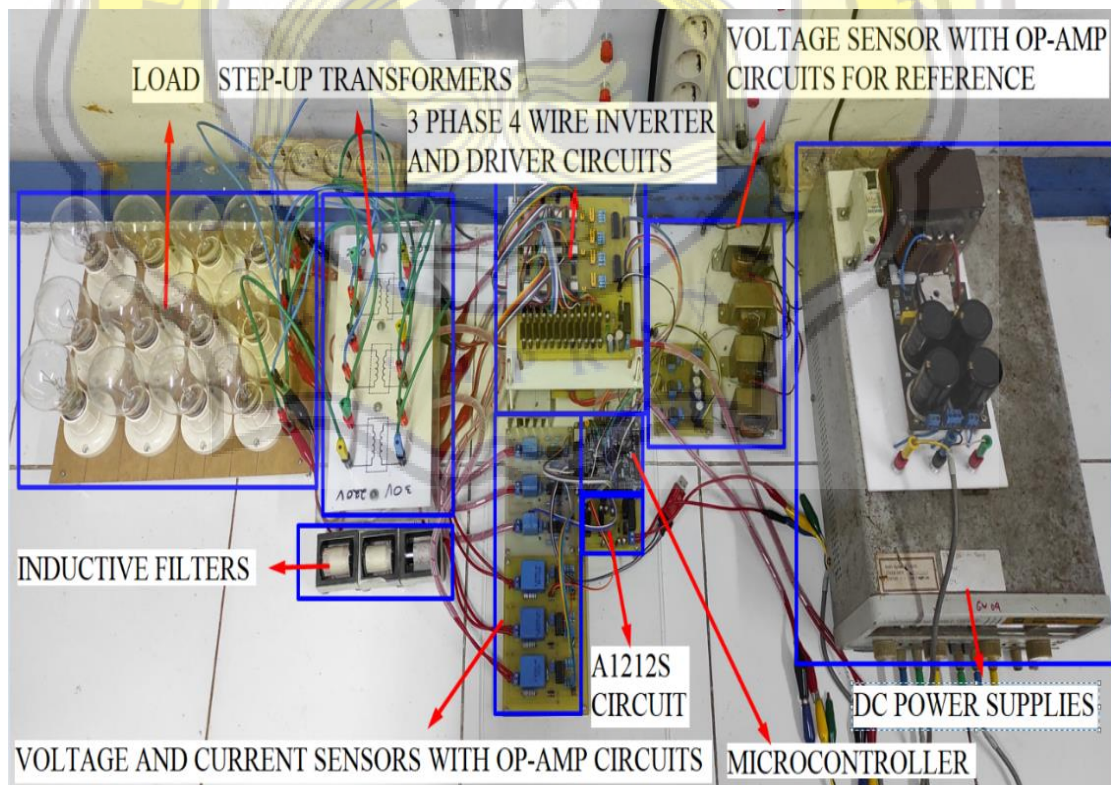 VOLTAGE SENSOR WITH OP-AMP
CIRCUITS FOR REFERENCE
LOAD
STEP-UP TRANSFORMERS
3 PHASE 4 WIRE INVERTER
AND DRIVER CIRCUITS
30V
220V
INDUCTIVE FILTERS
A1212S
CIRCUIT
DC POWER SUPPLIES
VOLTAGE AND CURRENT SENSORS WITH OP-AMP CIRCUITS
MICROCONTROLLER